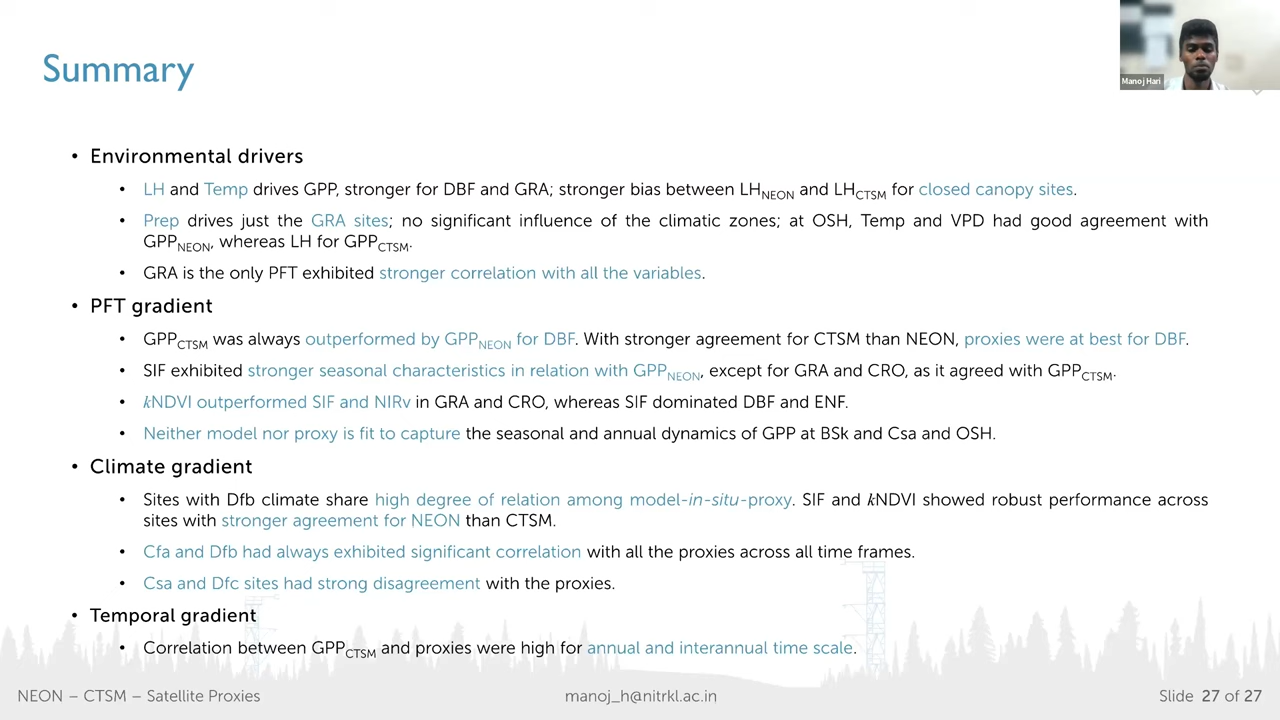 Summary
Manoj Hari
• Environmental drivers
• LH and Temp drives GPP, stronger for DBF and GRA; stronger bias between LHNEON and LHCTSM for closed canopy sites.
• Prep drives just the GRA sites; no significant influence of the climatic zones; at OSH, Temp and VPD had good agreement with
GPPNEON, whereas LH for GPPCTSM.
• GRA is the only PFT exhibited stronger correlation with all the variables.
• PFT gradient
• GPPCTSM was always outperformed by GPPNEON for DBF. With stronger agreement for CTSM than NEON, proxies were at best for DBF.
• SIF exhibited stronger seasonal characteristics in relation with GPPNEON, except for GRA and CRO, as it agreed with GPPCTSM.
• kNDVI outperformed SIF and NIRv in GRA and CRO, whereas SIF dominated DBF and ENF.
• Neither model nor proxy is fit to capture the seasonal and annual dynamics of GPP at BSk and Csa and OSH.
• Climate gradient
• Sites with Dfb climate share high degree of relation among model-in-situ-proxy. SIF and kNDVI showed robust performance across
sites with stronger agreement for NEON than CTSM.
• Cfa and Dfb had always exhibited significant correlation with all the proxies across all time frames.
• Csa and Dfc sites had strong disagreement with the proxies.
• Temporal gradient
• Correlation between GPPCTSM and proxies were high for annual and interannual time scale.
NEON – CTSM – Satellite Proxies
manoj_h@nitrkl.ac.in
Slide 27 of 27